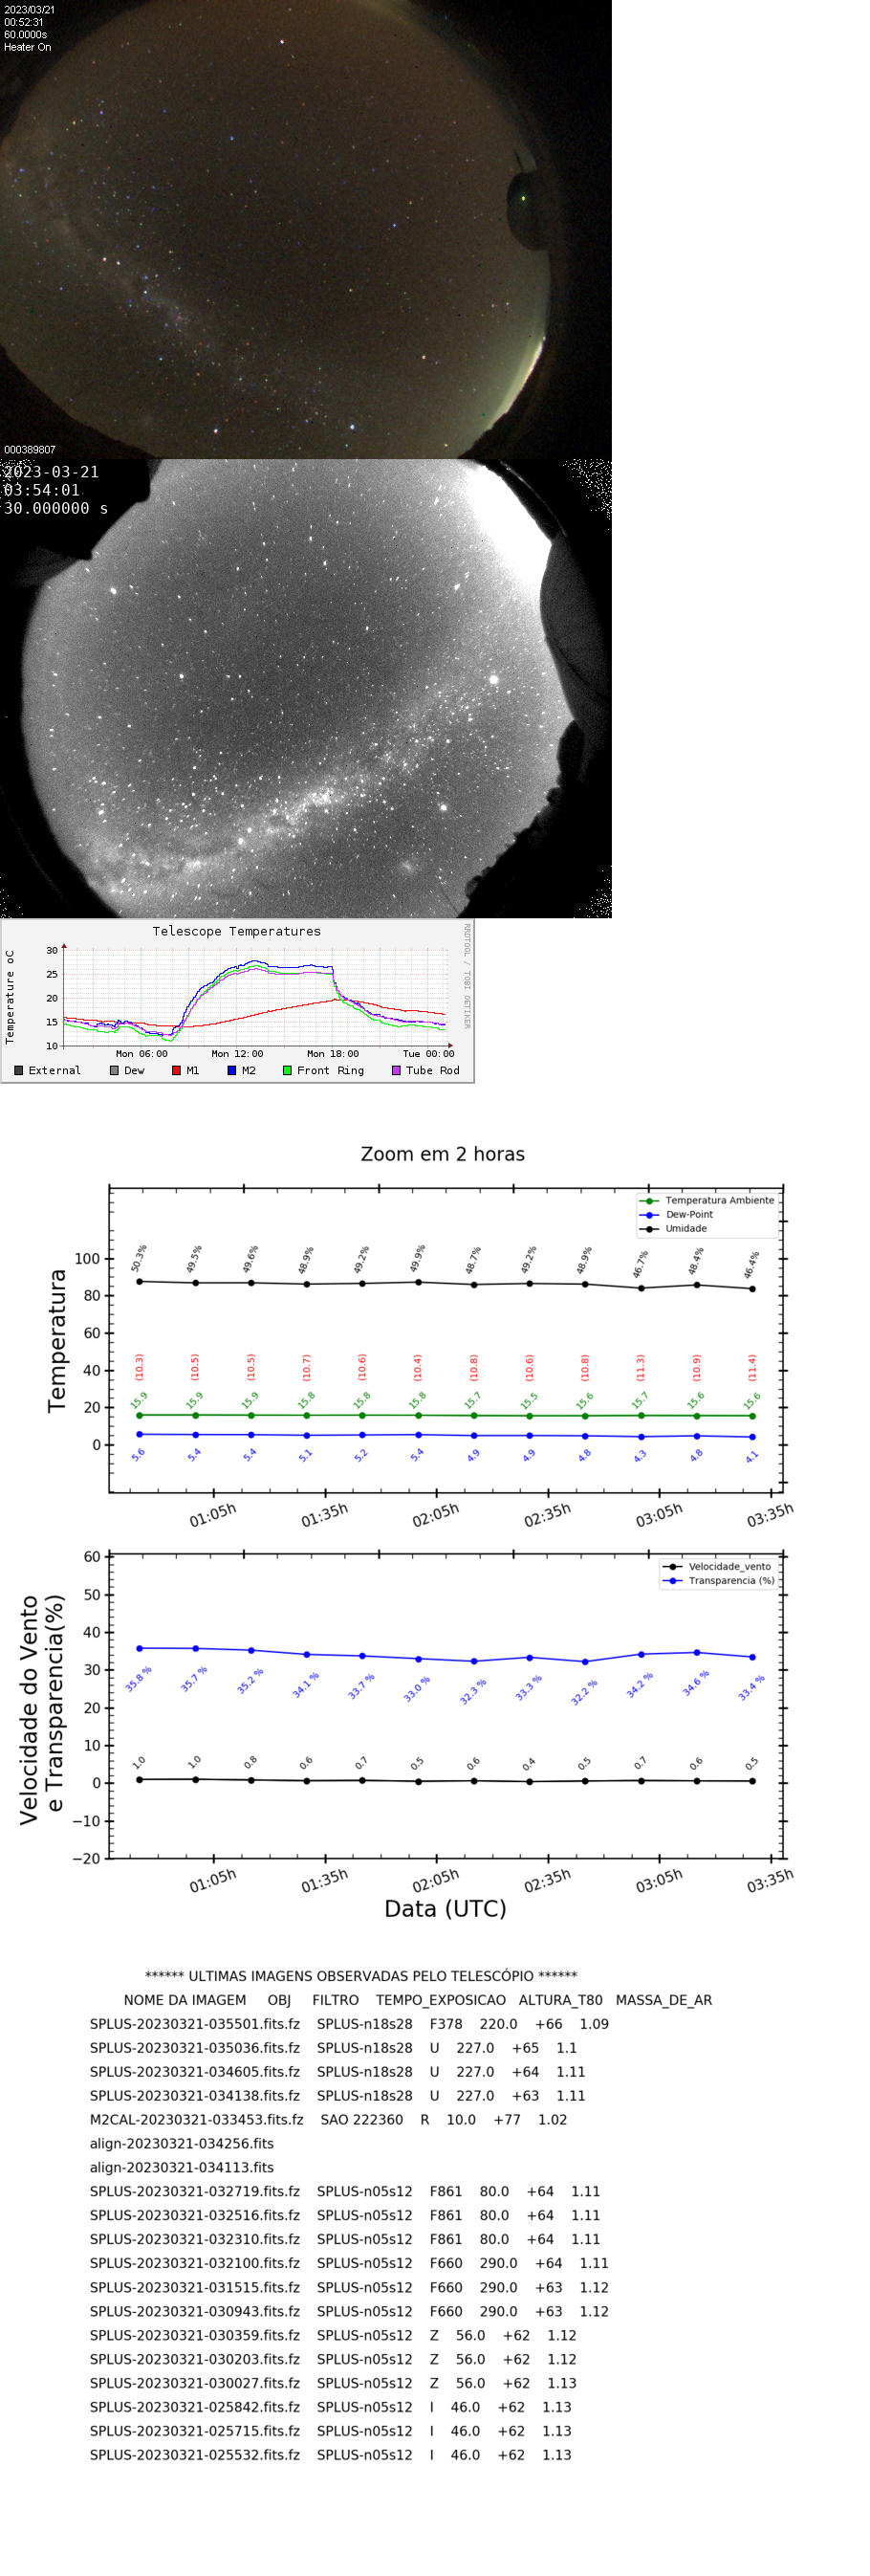 2023/03/21
00:52:31
60.0000s
Heater On
000389807
2023-03-21
03:54:01
30.000000 s
Telescope Temperatures
RRDTOOL / TOBI OETIKER
Temperature oC
30
25
20
15
10
Mon 06:00 Mon 12:00 Mon 18:00 Tue 00:00
External Dew M1 M2 Front Ring Tube Rod
Zoom em 2 horas
Temperatura Ambiente
Dew-Point
Umidade
Temperatura
100
80
60
40
20
0
50.3% 49.5% 49.6% 48.9% 49.2% 49.9% 48.7% 49.2% 48.9% 46.7% 48.4% 46.4%
(10.3) (10.5) (10.5) (10.7) (10.6) (10.4) (10.8) (10.6) (10.8) (11.3) (10.9) (11.4)
15.9 15.9 15.9 15.8 15.8 15.8 15.7 15.5 15.6 15.7 15.6 15.6
5.6 5.4 5.4 5.1 5.2 5.4 4.9 4.9 4.8 4.3 4.8 4.1
01:05h 01:35h 02:05h 02:35h 03:05h 03:35h
Velocidade_vento
Transparencia (%)
Velocidade do Vento
e Transparencia(%)
60
50
40
30
20
10
0
−10
−20
35.8 % 35.7 % 35.2 % 34.1 % 33.7 % 33.0 % 32.3 % 33.3 % 32.2 % 34.2 % 34.6 % 33.4 %
1.0 1.0 0.8 0.6 0.7 0.5 0.6 0.4 0.5 0.7 0.6 0.5
01:05h 01:35h 02:05h 02:35h 03:05h 03:35h
Data (UTC)
****** ULTIMAS IMAGENS OBSERVADAS PELO TELESCÓPIO ******
NOME DA IMAGEM OBJ FILTRO TEMPO_EXPOSICAO ALTURA_T80 MASSA_DE_AR
SPLUS-20230321-035501.fits.fz SPLUS-n18s28 F378 220.0 +66 1.09
SPLUS-20230321-035036.fits.fz SPLUS-n18s28 U 227.0 +65 1.1
SPLUS-20230321-034605.fits.fz SPLUS-n18s28 U 227.0 +64 1.11
SPLUS-20230321-034138.fits.fz SPLUS-n18s28 U 227.0 +63 1.11
M2CAL-20230321-033453.fits.fz SAO 222360 R 10.0 +77 1.02
align-20230321-034256.fits
align-20230321-034113.fits
SPLUS-20230321-032719.fits.fz SPLUS-n05s12 F861 80.0 +64 1.11
SPLUS-20230321-032516.fits.fz SPLUS-n05s12 F861 80.0 +64 1.11
SPLUS-20230321-032310.fits.fz SPLUS-n05s12 F861 80.0 +64 1.11
SPLUS-20230321-032100.fits.fz SPLUS-n05s12 F660 290.0 +64 1.11
SPLUS-20230321-031515.fits.fz SPLUS-n05s12 F660 290.0 +63 1.12
SPLUS-20230321-030943.fits.fz SPLUS-n05s12 F660 290.0 +63 1.12
SPLUS-20230321-030359.fits.fz SPLUS-n05s12 Z 56.0 +62 1.12
SPLUS-20230321-030203.fits.fz SPLUS-n05s12 Z 56.0 +62 1.12
SPLUS-20230321-030027.fits.fz SPLUS-n05s12 Z 56.0 +62 1.13
SPLUS-20230321-025842.fits.fz SPLUS-n05s12 I 46.0 +62 1.13
SPLUS-20230321-025715.fits.fz SPLUS-n05s12 I 46.0 +62 1.13
SPLUS-20230321-025532.fits.fz SPLUS-n05s12 I 46.0 +62 1.13